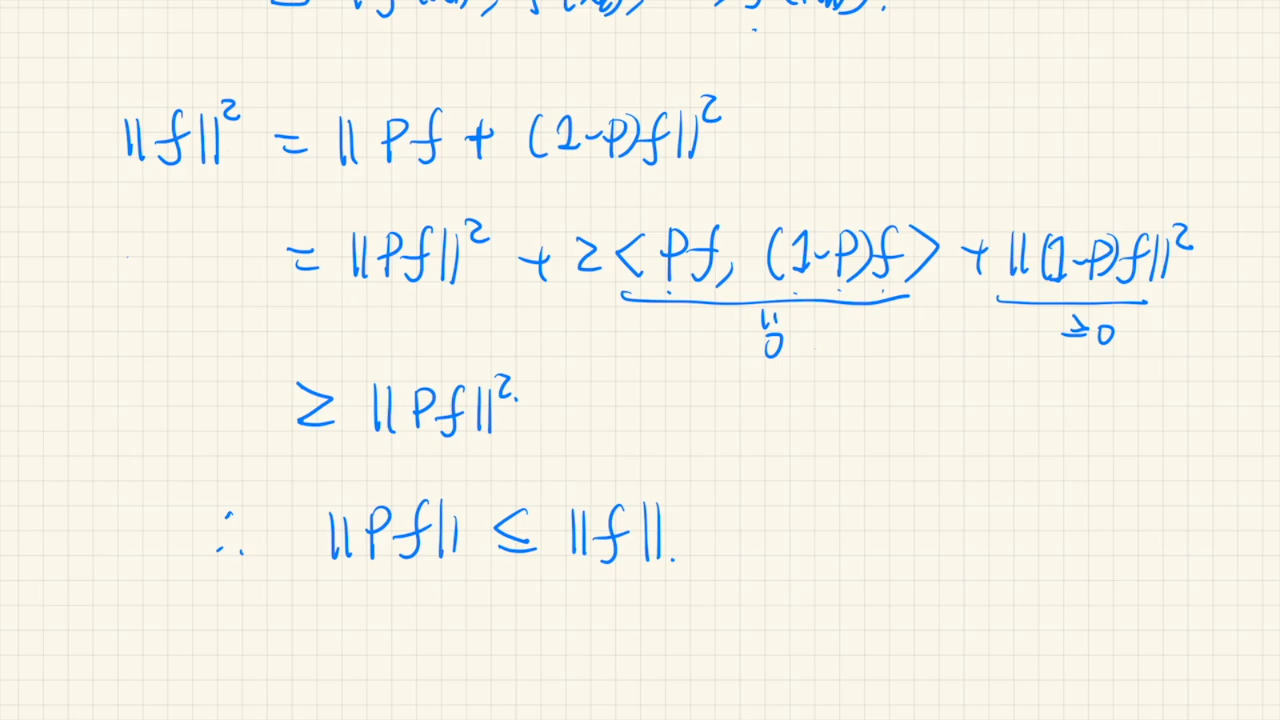 ‖f‖² = ‖Pf + (1-P)f‖²
= ‖Pf‖² + 2<Pf, (1-P)f> + ‖(1-P)f‖²
= 0 ≥0
≥ ‖Pf‖².
∴ ‖Pf‖ ≤ ‖f‖.